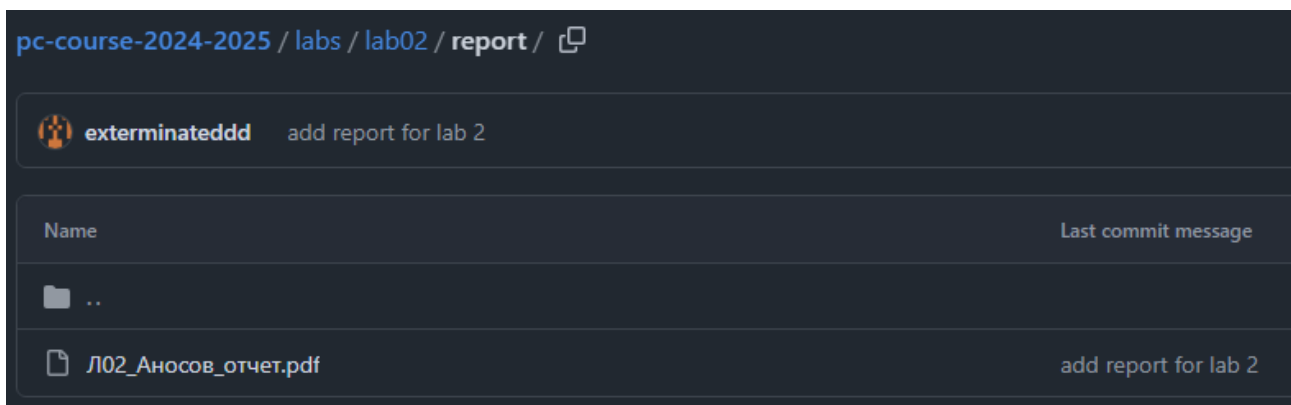 pc-course-2024-2025 / labs / lab02 / report /
exterminateddd add report for lab 2
Name Last commit message
..
Л02_Аносов_отчет.pdf add report for lab 2